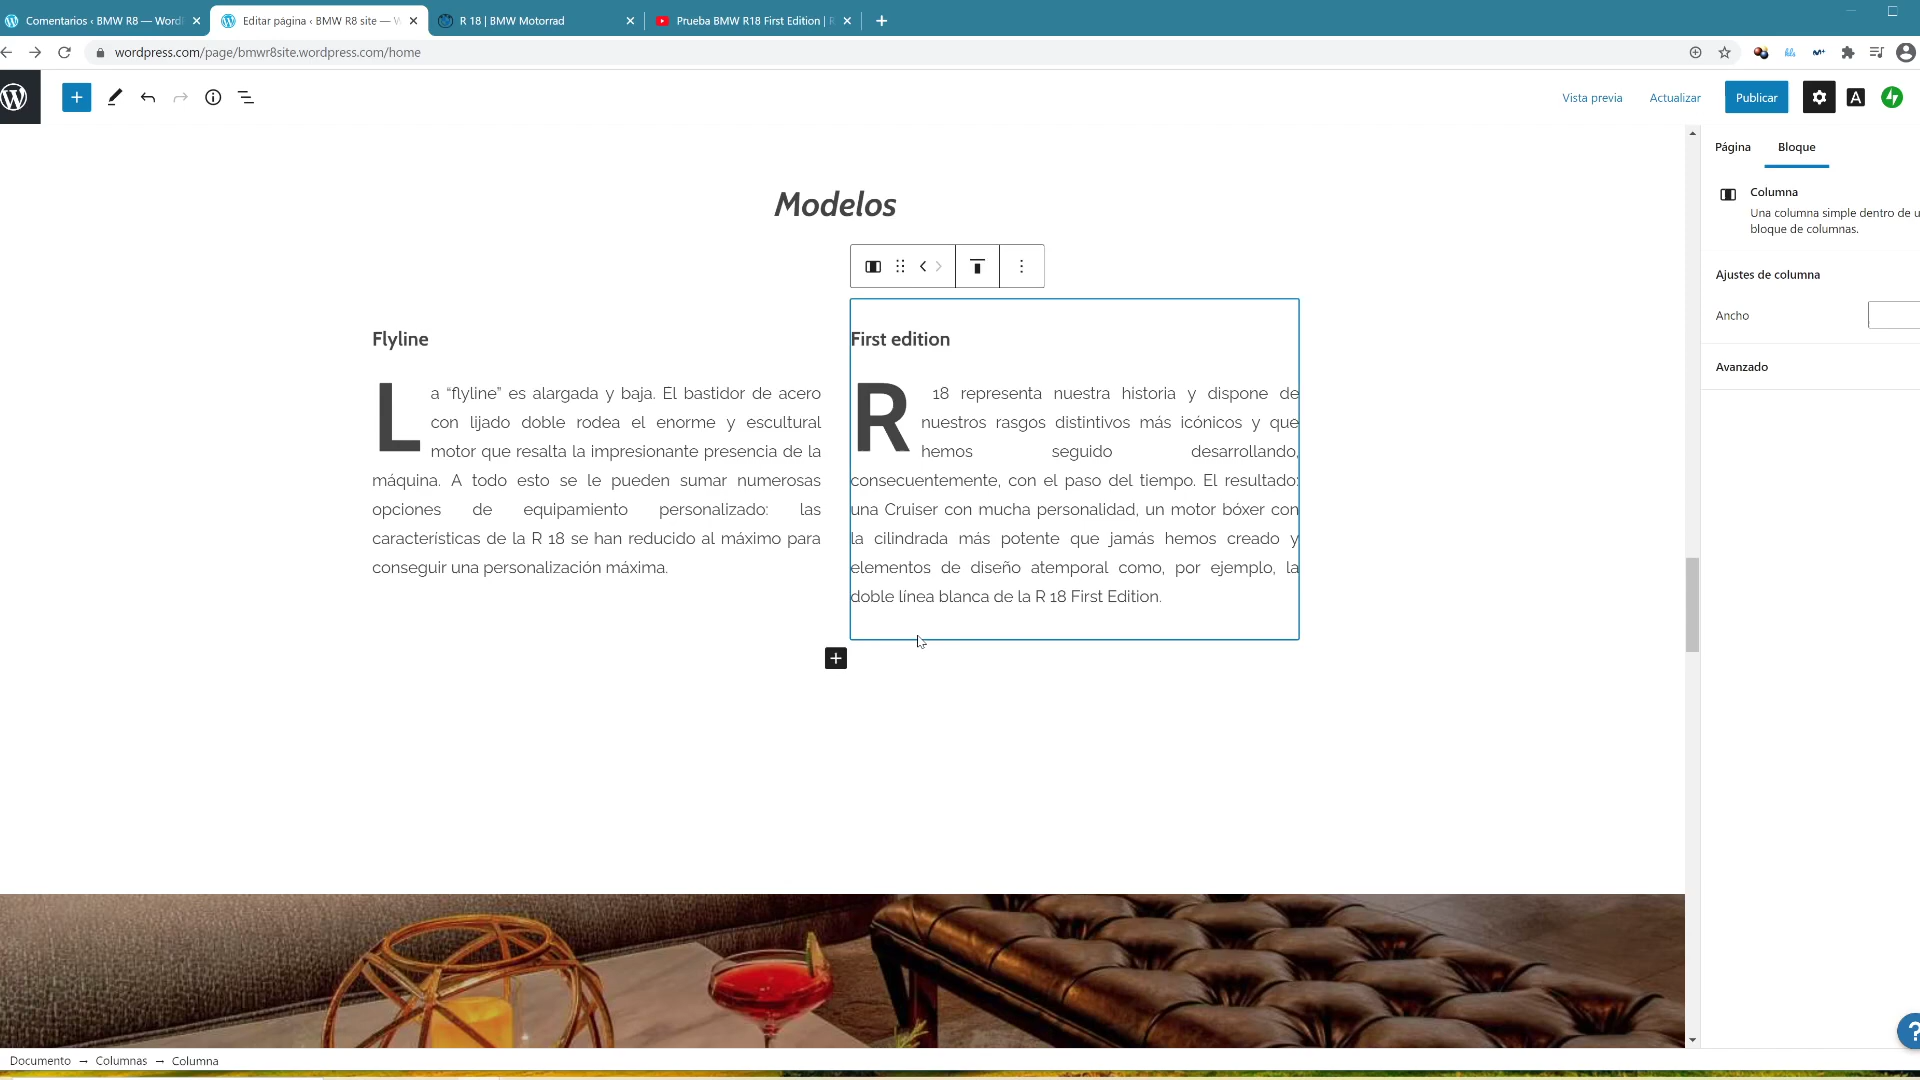 Comentarios ‹ BMW R8 — Word
Editar página ‹ BMW R8 site — W
R 18 | BMW Motorrad
Prueba BMW R18 First Edition |
wordpress.com/page/bmwr8site.wordpress.com/home
Vista previa
Actualizar
Publicar
A
Página
Bloque
Columna
Una columna simple dentro de u
bloque de columnas.
Ajustes de columna
Ancho
Avanzado
Modelos
Flyline
La “flyline” es alargada y baja. El bastidor de acero
con lijado doble rodea el enorme y escultural
motor que resalta la impresionante presencia de la
máquina. A todo esto se le pueden sumar numerosas
opciones de equipamiento personalizado: las
características de la R 18 se han reducido al máximo para
conseguir una personalización máxima.
First edition
R 18 representa nuestra historia y dispone de
nuestros rasgos distintivos más icónicos y que
hemos seguido desarrollando,
consecuentemente, con el paso del tiempo. El resultado:
una Cruiser con mucha personalidad, un motor bóxer con
la cilindrada más potente que jamás hemos creado y
elementos de diseño atemporal como, por ejemplo, la
doble línea blanca de la R 18 First Edition.
Documento → Columnas → Columna